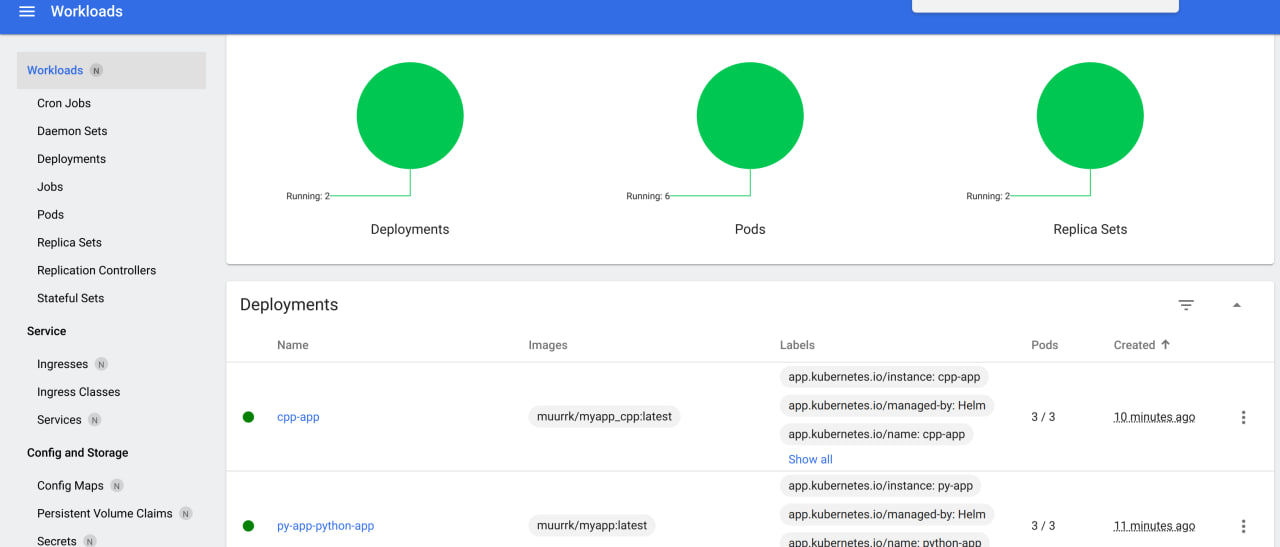 Workloads
Workloads N
Cron Jobs
Daemon Sets
Deployments
Jobs
Pods
Replica Sets
Replication Controllers
Stateful Sets
Service
Ingresses N
Ingress Classes
Services N
Config and Storage
Config Maps N
Persistent Volume Claims N
Secrets N
Running: 2
Deployments
Running: 6
Pods
Running: 2
Replica Sets
Deployments
Name Images Labels Pods Created
cpp-app muurrk/myapp_cpp:latest app.kubernetes.io/instance: cpp-app 3 / 3 10 minutes ago
app.kubernetes.io/managed-by: Helm
app.kubernetes.io/name: cpp-app
Show all
py-app-python-app muurrk/myapp:latest app.kubernetes.io/instance: py-app 3 / 3 11 minutes ago
app.kubernetes.io/managed-by: Helm
app.kubernetes.io/name: python-app